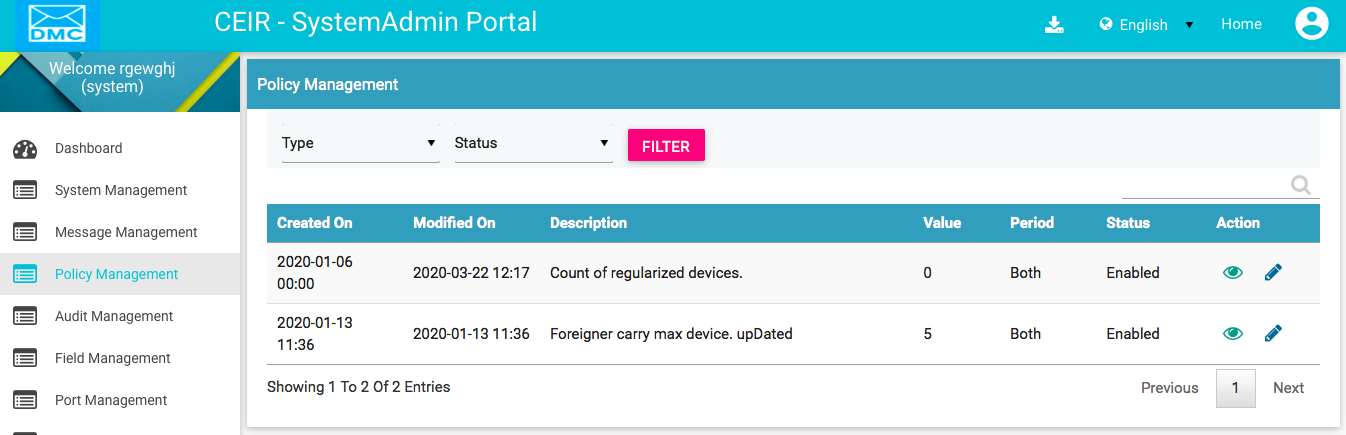 DMC
CEIR - SystemAdmin Portal
English
Home
Welcome rgewghj
(system)
Dashboard
System Management
Message Management
Policy Management
Audit Management
Field Management
Port Management
Policy Management
Type
Status
FILTER
Created On Modified On Description Value Period Status Action
2020-01-06
00:00
2020-03-22 12:17 Count of regularized devices. 0 Both Enabled
2020-01-13
11:36
2020-01-13 11:36 Foreigner carry max device. upDated 5 Both Enabled
Showing 1 To 2 Of 2 Entries
Previous 1 Next